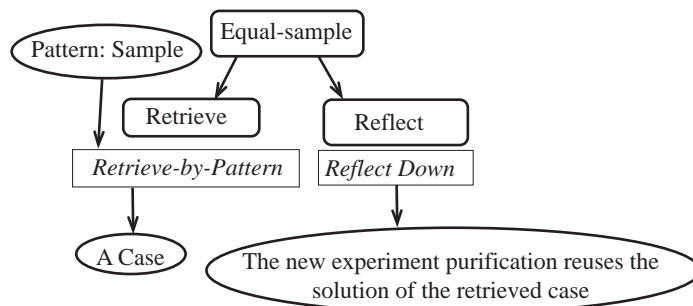 Equal-sample
Pattern: Sample
Retrieve
Reflect
Retrieve-by-Pattern
Reflect Down
A Case
The new experiment purification reuses the
solution of the retrieved case